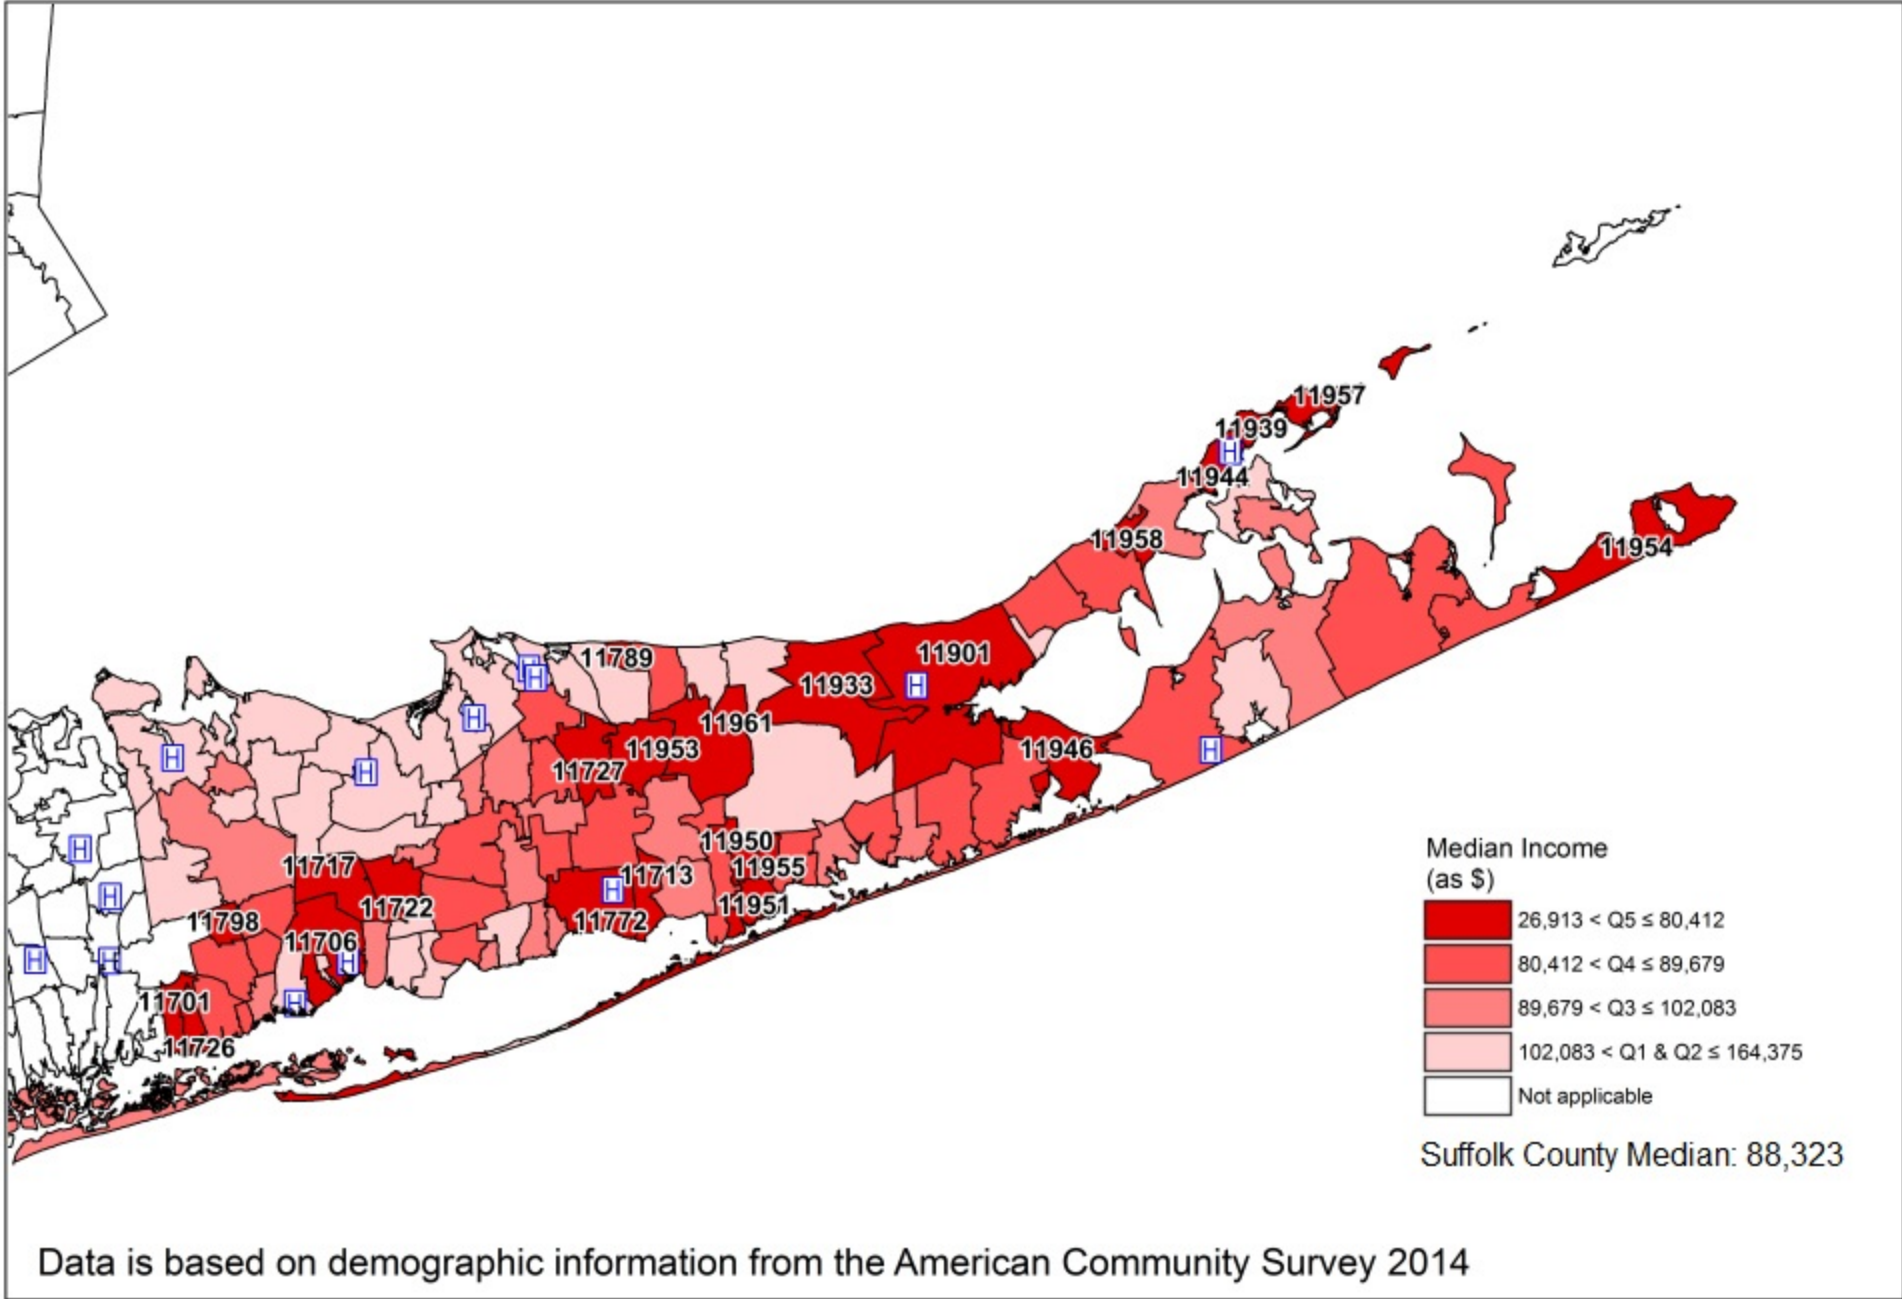 11957
11939
H
11944
11958
11954
11789
11901
H
11933
H
H
11961
11953
11946
11727
H
H
H
H
H
11950
11717
11955
11713
H
H
11722
11951
11798
11772
11706
H
H
H
11701
H
11726
Median Income
(as $)
26,913 < Q5 ≤ 80,412
80,412 < Q4 ≤ 89,679
89,679 < Q3 ≤ 102,083
102,083 < Q1 & Q2 ≤ 164,375
Not applicable
Suffolk County Median: 88,323
Data is based on demographic information from the American Community Survey 2014